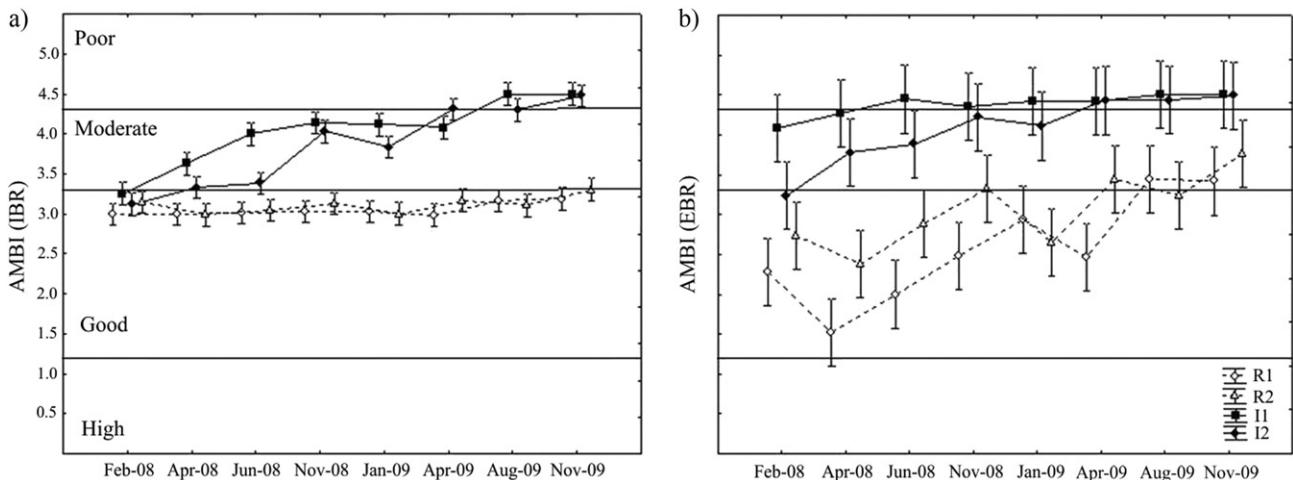 a)
AMBI (IBR)
Poor
Moderate
Good
High
5.0
4.5
4.0
3.5
3.0
2.5
2.0
1.5
1.0
0.5
Feb-08 Apr-08 Jun-08 Nov-08 Jan-09 Apr-09 Aug-09 Nov-09
b)
AMBI (EBR)
R1
R2
I1
I2
Feb-08 Apr-08 Jun-08 Nov-08 Jan-09 Apr-09 Aug-09 Nov-09